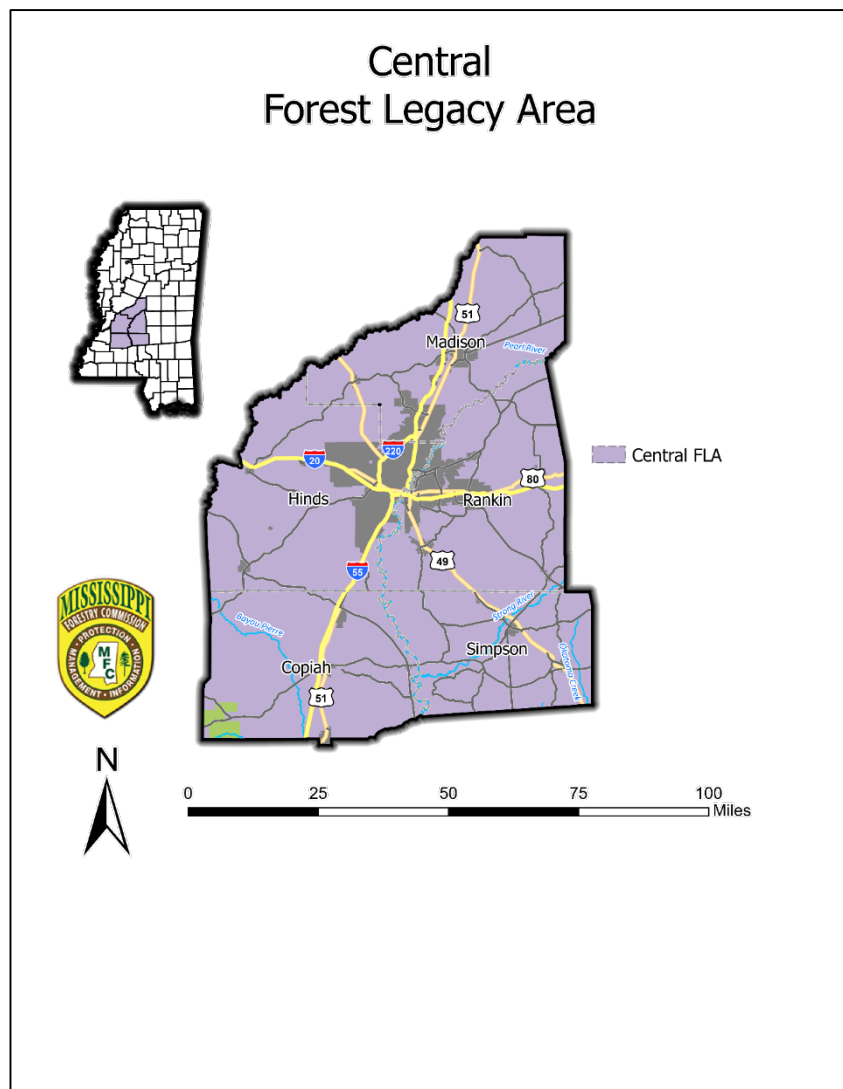 Central
Forest Legacy Area
51
Madison
Pearl River
220
20
Central FLA
80
Hinds
Rankin
49
55
MISSISSIPPI
FORESTRY COMMISSION
PROTECTION
MANAGEMENT
INFORMATION
MFC
Bayou Pierre
Strong River
Simpson
Okatoma Creek
Copiah
51
N
0 25 50 75 100
Miles